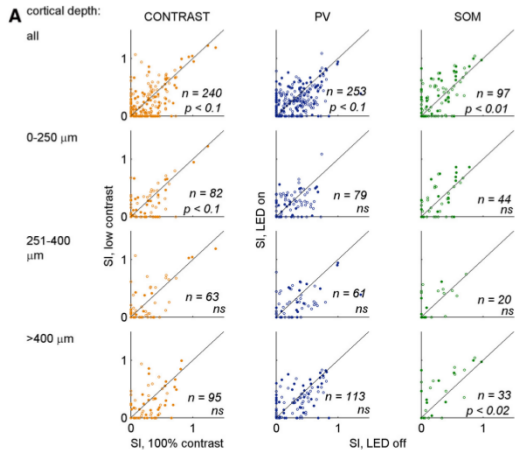 A cortical depth: CONTRAST PV SOM
all
1
0
n = 240
p < 0.1
n = 253
p < 0.1
n = 97
p < 0.01
0-250 μm
1
0
n = 82
p < 0.1
n = 79
ns
n = 44
ns
SI, low contrast
SI, LED on
251-400
μm
1
0
n = 63
ns
n = 64
ns
n = 20
ns
>400 μm
1
0
n = 95
ns
n = 113
ns
n = 33
p < 0.02
0 1 0 1 0 1
SI, 100% contrast SI, LED off